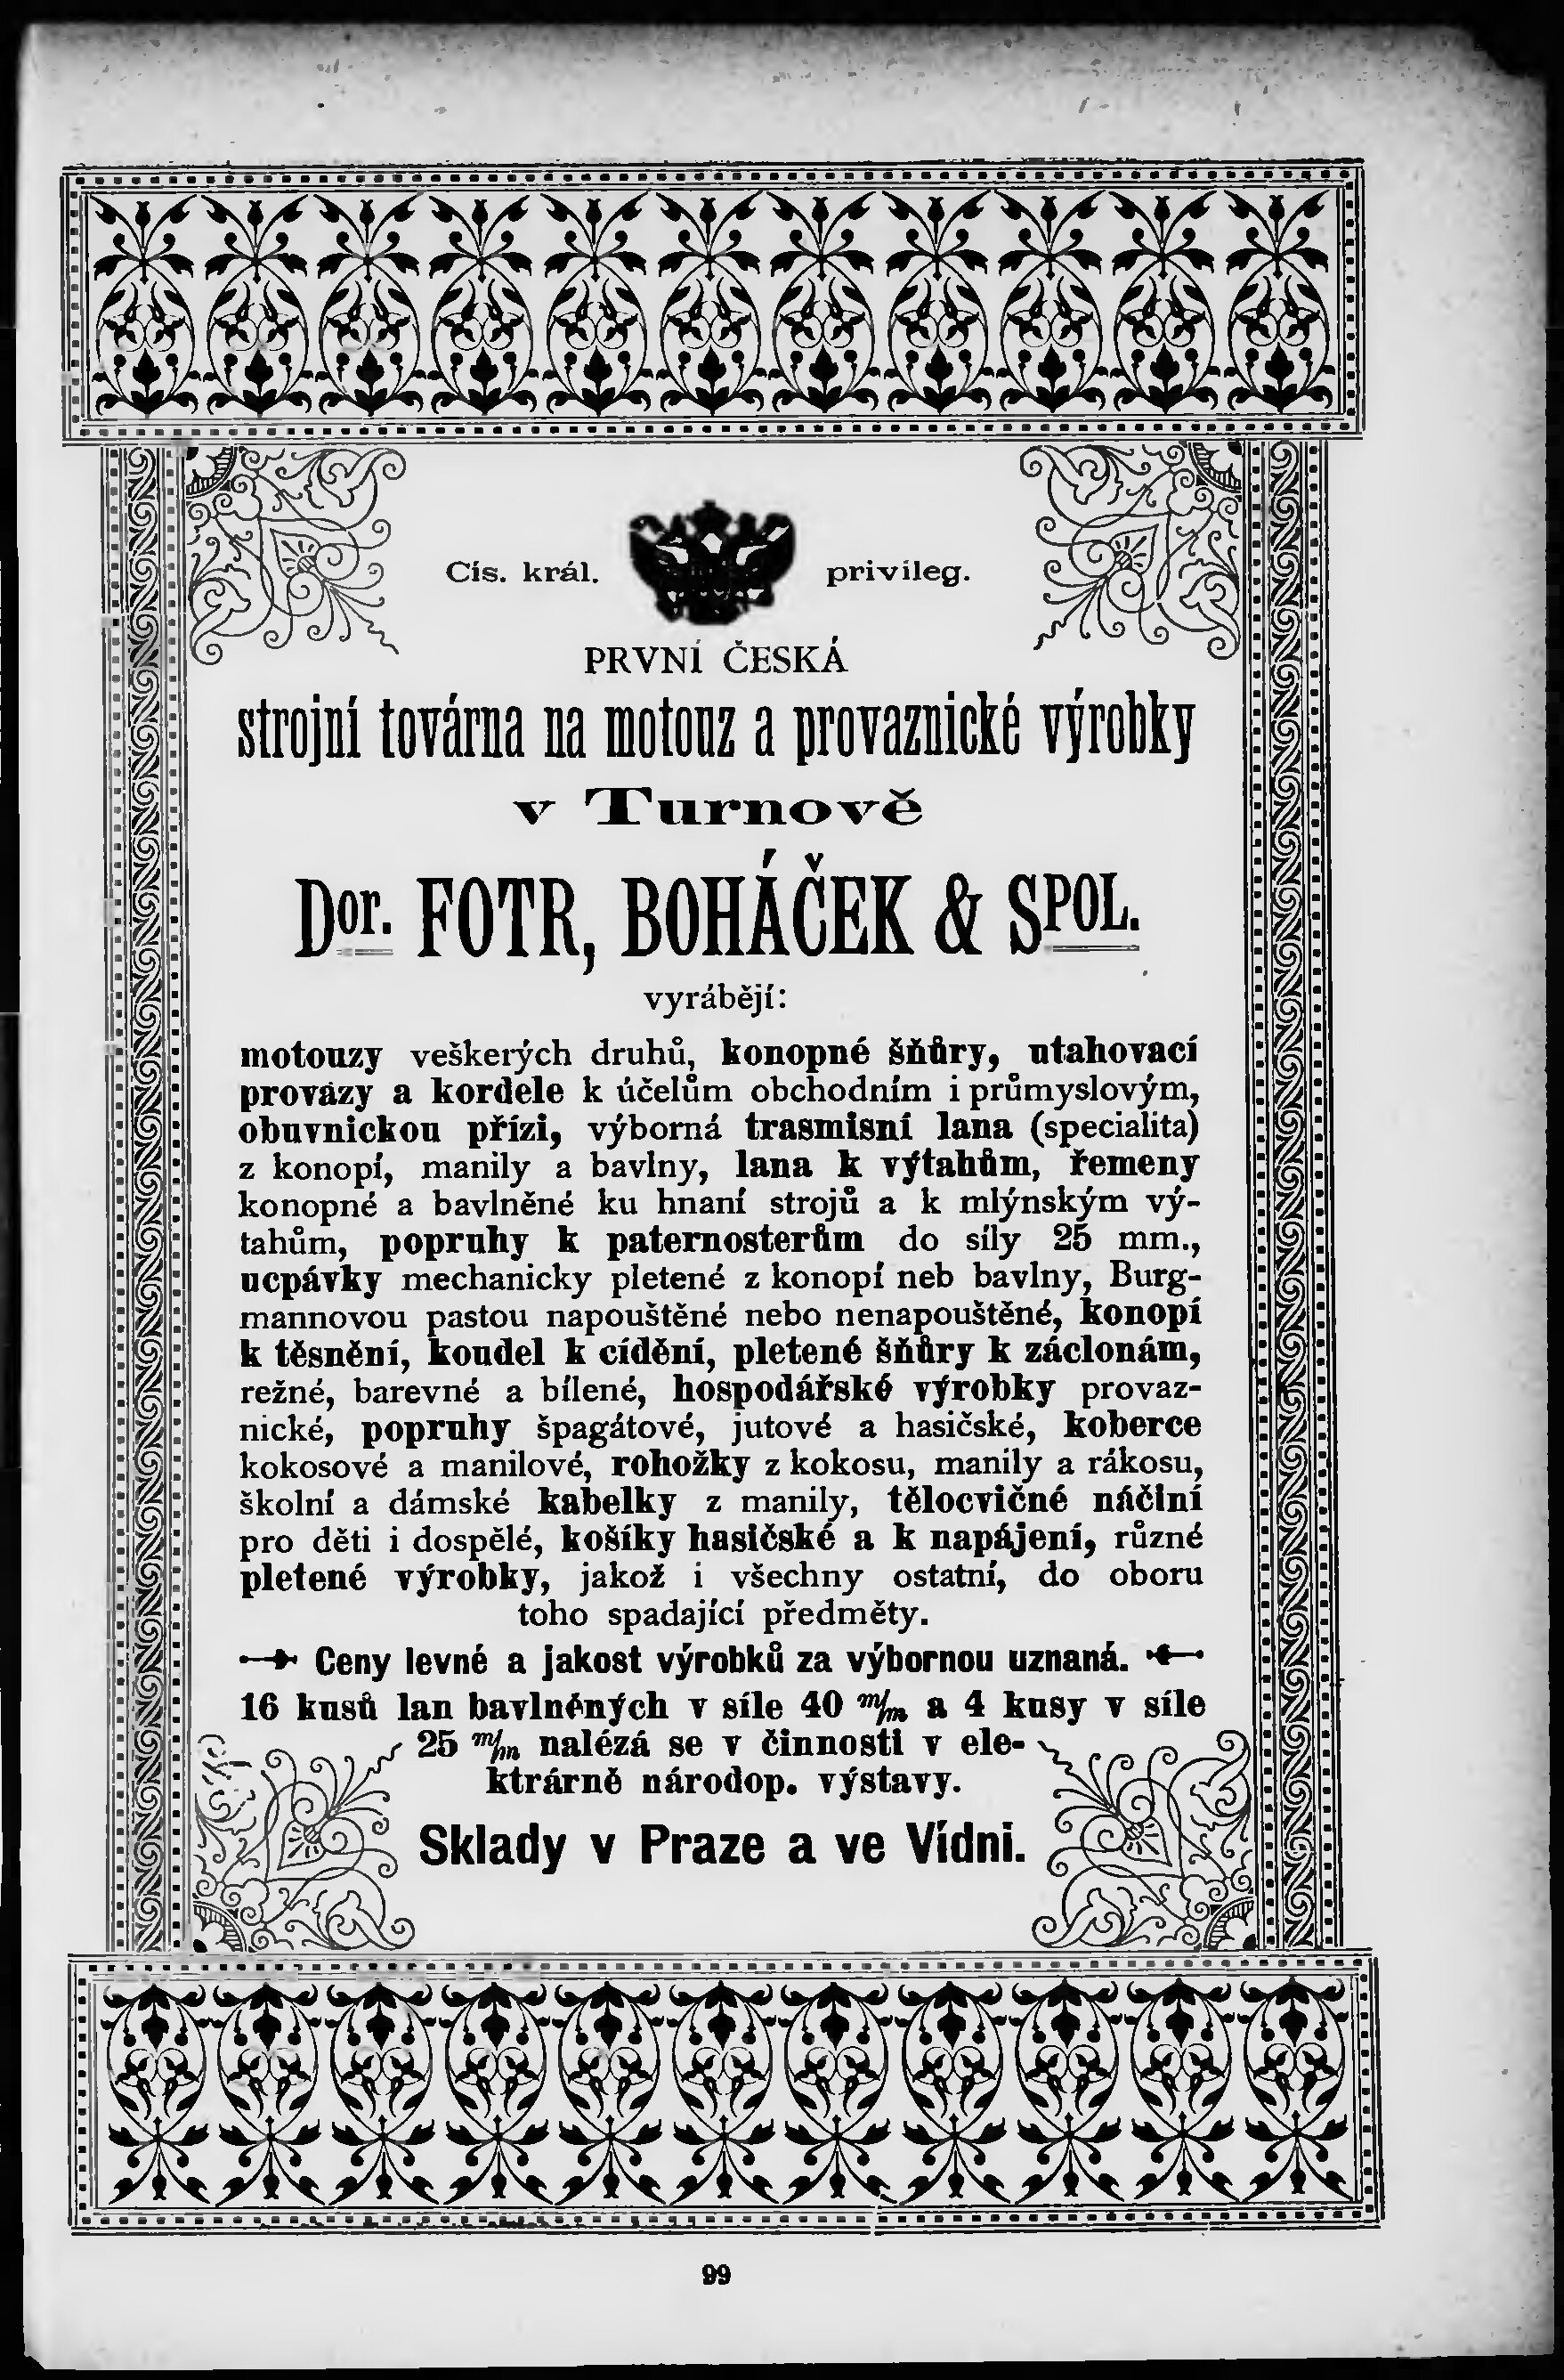 Cís. král. privileg.
PRVNÍ ČESKÁ
strojní továrna na motouz a provaznické výrobky
v Turnově
Dor. FOTR, BOHÁČEK & SPOL.
vyrábějí:
motouzy veškerých druhů, konopné šňůry, utahovací
provazy a kordele k účelům obchodním i průmyslovým,
obuvnickou přízi, výborná trasmisní lana (specialita)
z konopí, manily a bavlny, lana k výtahům, řemeny
konopné a bavlněné ku hnaní strojů a k mlýnským vý-
tahům, popruhy k paternosterům do síly 25 mm.,
ucpávky mechanicky pletené z konopí neb bavlny, Burg-
mannovou pastou napouštěné nebo nenapouštěné, konopí
k těsnění, koudel k cídění, pletené šňůry k záclonám,
režné, barevné a bílené, hospodářské výrobky provaz-
nické, popruhy špagátové, jutové a hasičské, koberce
kokosové a manilové, rohožky z kokosu, manily a rákosu,
školní a dámské kabelky z manily, tělocvičné náčiní
pro děti i dospělé, košíky hasičské a k napájení, různé
pletené výrobky, jakož i všechny ostatní, do oboru
toho spadající předměty.
Ceny levné a jakost výrobků za výbornou uznaná.
16 kusů lan bavlněných v síle 40 m/m a 4 kusy v síle
25 m/m nalézá se v činnosti v ele-
ktrárně národop. výstavy.
Sklady v Praze a ve Vídni.
99